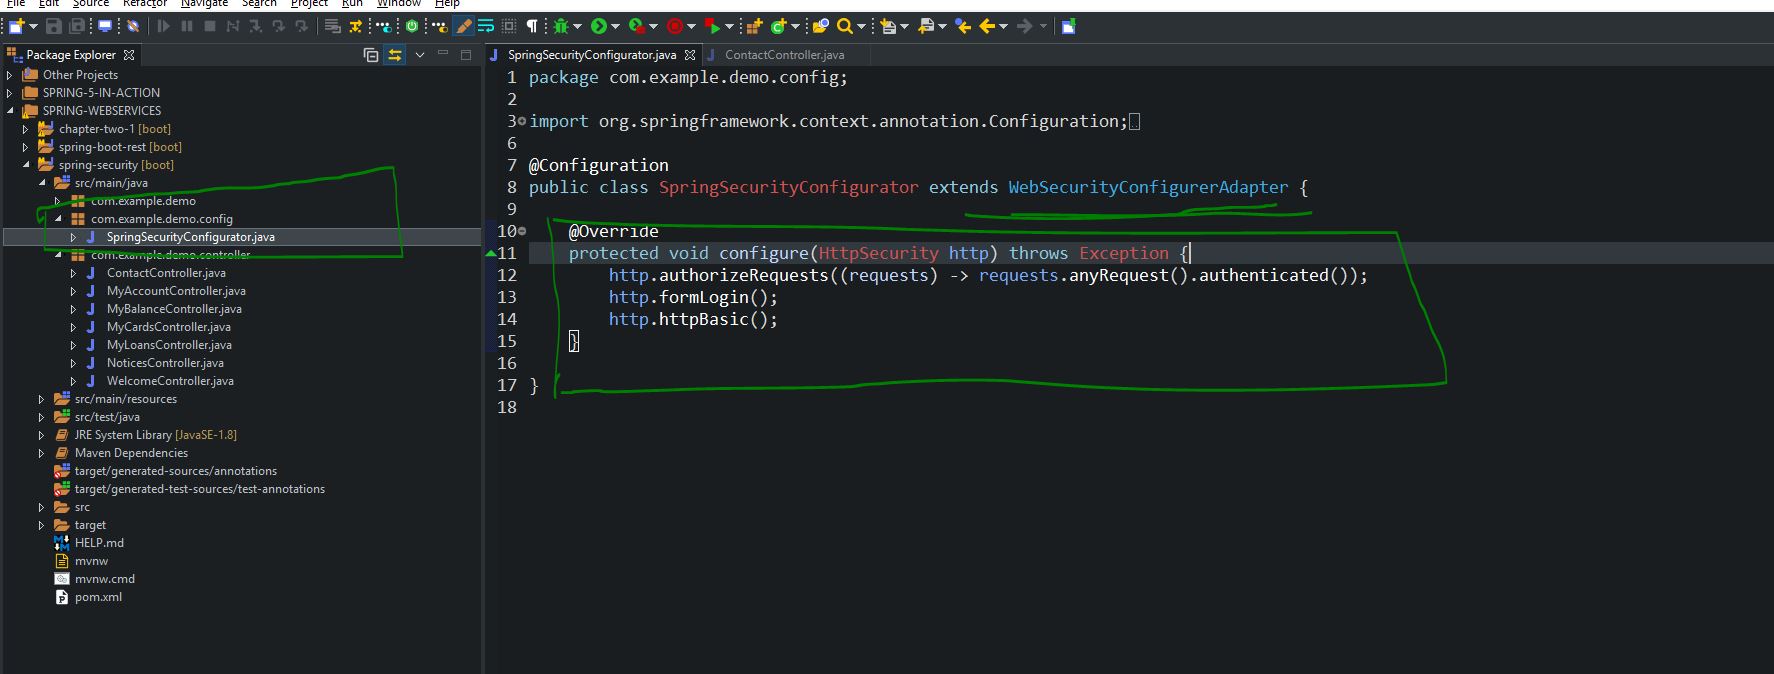 File Edit Source Refactor Navigate Search Project Run Window Help
Package Explorer
Other Projects
SPRING-5-IN-ACTION
SPRING-WEBSERVICES
chapter-two-1 [boot]
spring-boot-rest [boot]
spring-security [boot]
src/main/java
com.example.demo
com.example.demo.config
SpringSecurityConfigurator.java
com.example.demo.controller
ContactController.java
MyAccountController.java
MyBalanceController.java
MyCardsController.java
MyLoansController.java
NoticesController.java
WelcomeController.java
src/main/resources
src/test/java
JRE System Library [JavaSE-1.8]
Maven Dependencies
target/generated-sources/annotations
target/generated-test-sources/test-annotations
src
target
HELP.md
mvnw
mvnw.cmd
pom.xml
SpringSecurityConfigurator.java ContactController.java
1 package com.example.demo.config;
2
3 import org.springframework.context.annotation.Configuration;
6
7 @Configuration
8 public class SpringSecurityConfigurator extends WebSecurityConfigurerAdapter {
9
10 @Override
11 protected void configure(HttpSecurity http) throws Exception {
12 http.authorizeRequests((requests) -> requests.anyRequest().authenticated());
13 http.formLogin();
14 http.httpBasic();
15 }
16
17 }
18